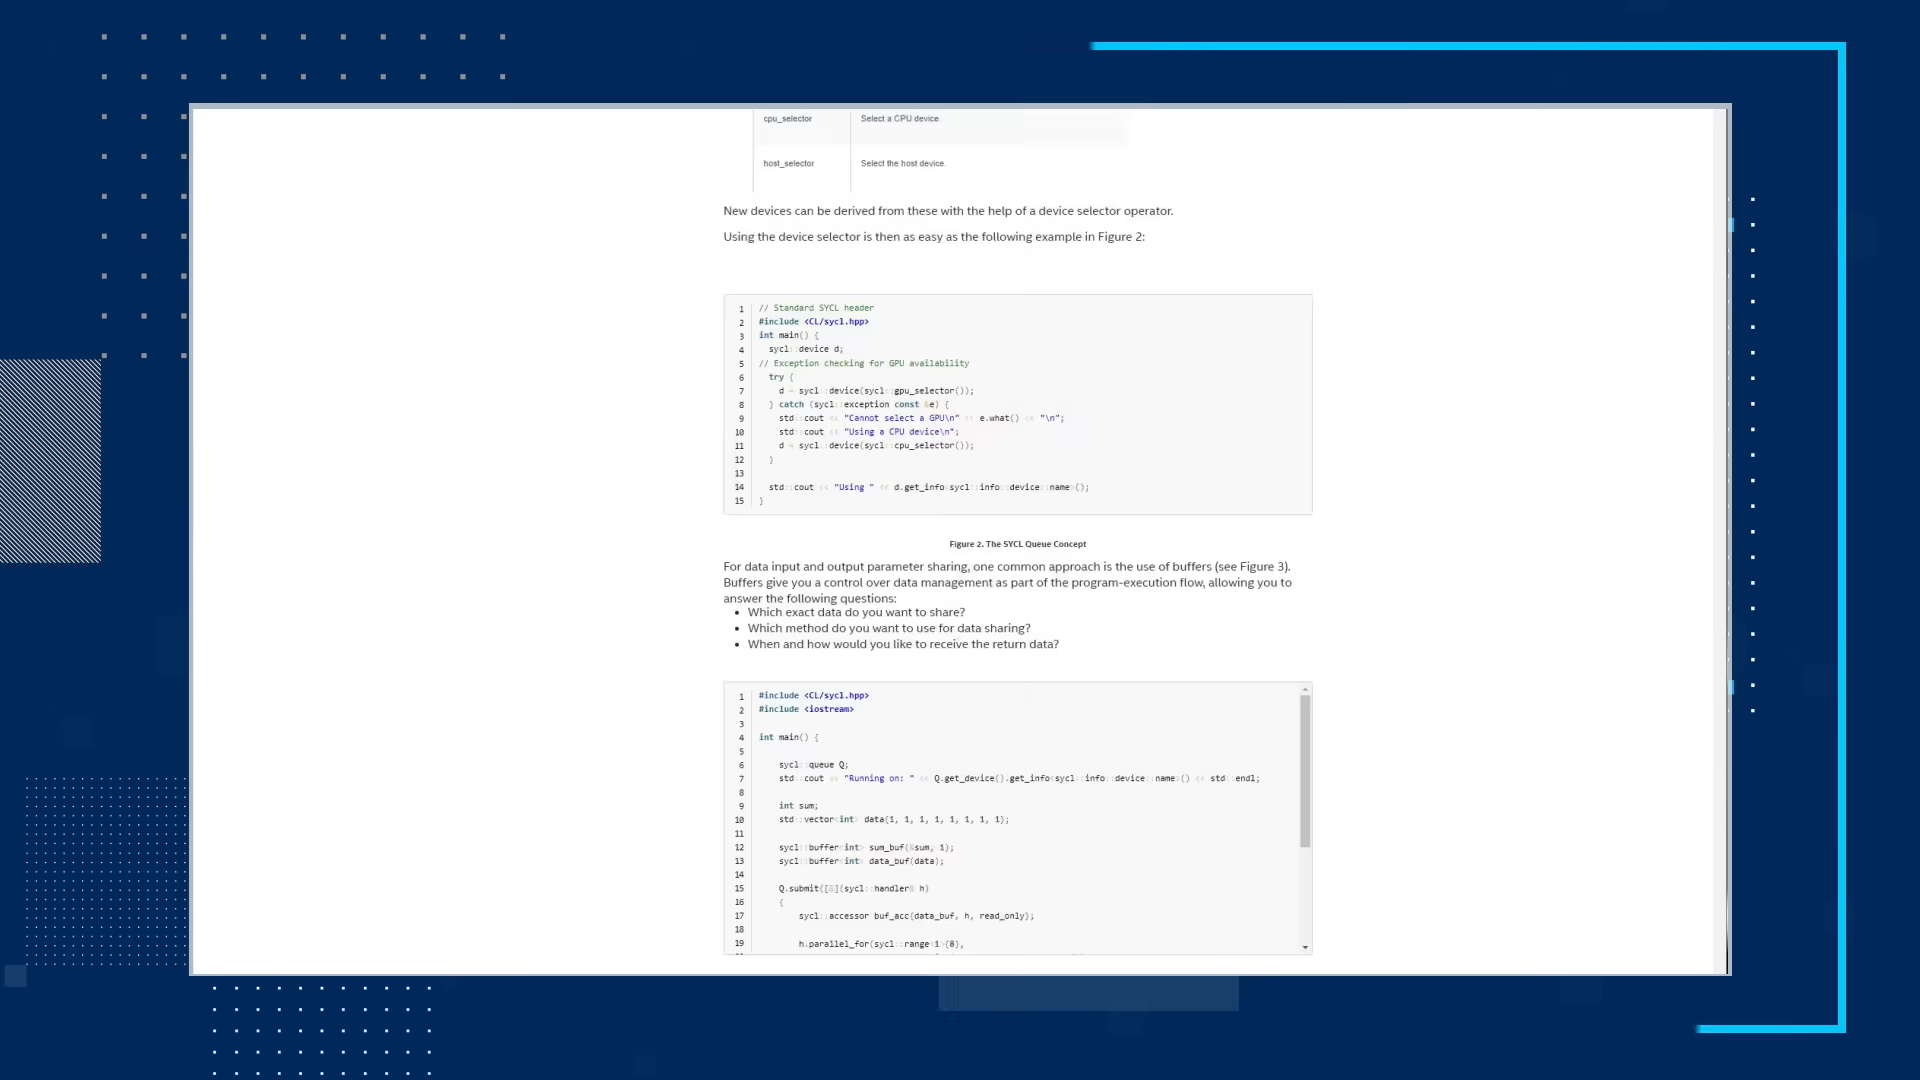 cpu_selector Select a CPU device.
host_selector Select the host device.
New devices can be derived from these with the help of a device selector operator.
Using the device selector is then as easy as the following example in Figure 2:
1 // Standard SYCL header
2 #include <CL/sycl.hpp>
3 int main() {
4 sycl::device d;
5 // Exception checking for GPU availability
6 try {
7 d = sycl::device(sycl::gpu_selector());
8 } catch (sycl::exception const &e) {
9 std::cout << "Cannot select a GPU\n" << e.what() << "\n";
10 std::cout << "Using a CPU device\n";
11 d = sycl::device(sycl::cpu_selector());
12 }
13
14 std::cout << "Using " << d.get_info<sycl::info::device::name>();
15 }
Figure 2. The SYCL Queue Concept
For data input and output parameter sharing, one common approach is the use of buffers (see Figure 3).
Buffers give you a control over data management as part of the program-execution flow, allowing you to
answer the following questions:
• Which exact data do you want to share?
• Which method do you want to use for data sharing?
• When and how would you like to receive the return data?
1 #include <CL/sycl.hpp>
2 #include <iostream>
3
4 int main() {
5
6 sycl::queue Q;
7 std::cout << "Running on: " << Q.get_device().get_info<sycl::info::device::name>() << std::endl;
8
9 int sum;
10 std::vector<int> data{1, 1, 1, 1, 1, 1, 1, 1};
11
12 sycl::buffer<int> sum_buf(&sum, 1);
13 sycl::buffer<int> data_buf(data);
14
15 Q.submit([&](sycl::handler& h)
16 {
17 sycl::accessor buf_acc{data_buf, h, read_only};
18
19 h.parallel_for(sycl::range<1>{8},